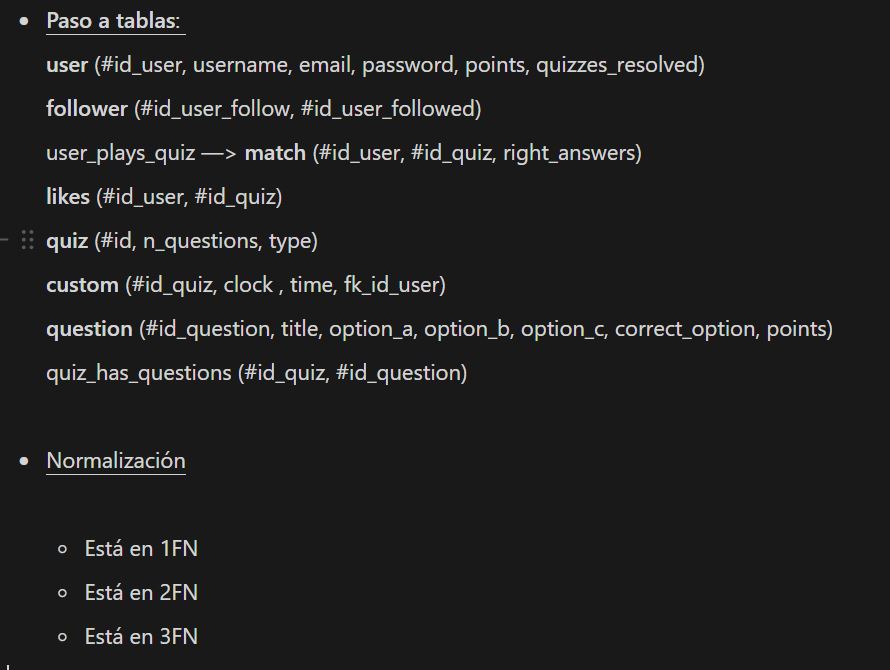 Paso a tablas:
user (#id_user, username, email, password, points, quizzes_resolved)
follower (#id_user_follow, #id_user_followed)
user_plays_quiz —> match (#id_user, #id_quiz, right_answers)
likes (#id_user, #id_quiz)
quiz (#id, n_questions, type)
custom (#id_quiz, clock , time, fk_id_user)
question (#id_question, title, option_a, option_b, option_c, correct_option, points)
quiz_has_questions (#id_quiz, #id_question)
Normalización
Está en 1FN
Está en 2FN
Está en 3FN